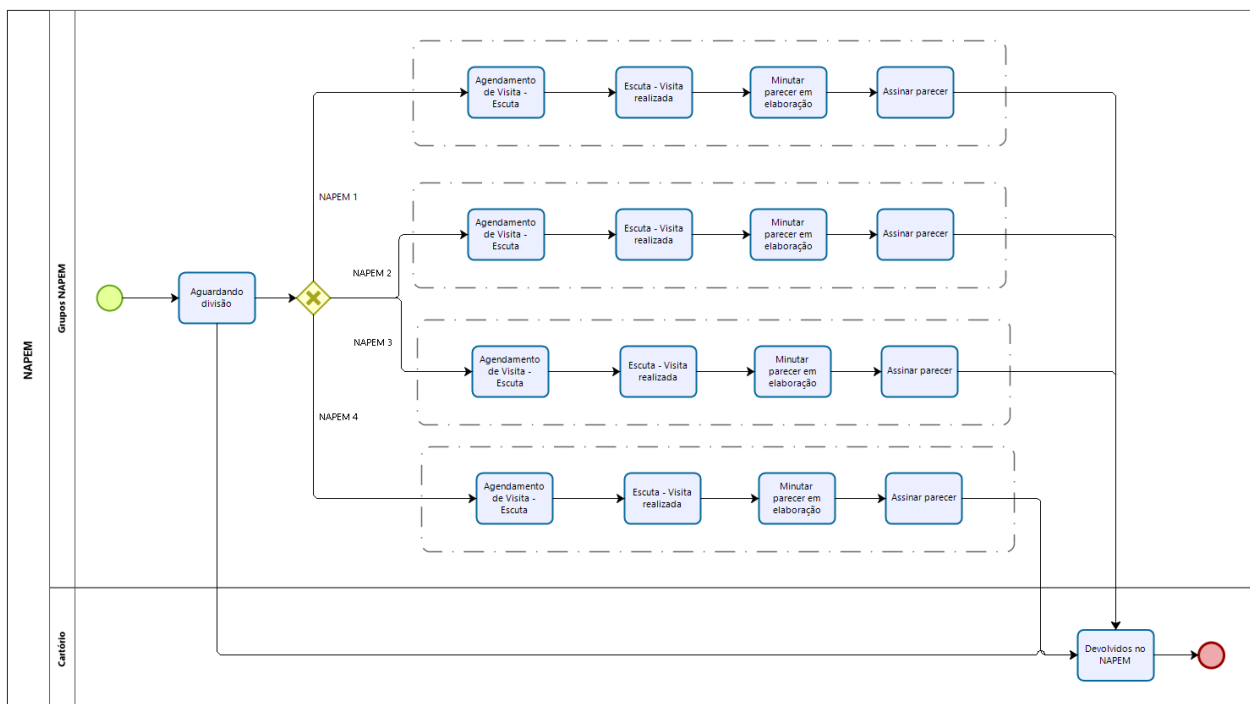 NAPEM
Grupos NAPEM
Cartório
Aguardando
divisão
NAPEM 1
NAPEM 2
NAPEM 3
NAPEM 4
Agendamento
de Visita -
Escuta
Escuta - Visita
realizada
Minutar
parecer em
elaboração
Assinar parecer
Agendamento
de Visita -
Escuta
Escuta - Visita
realizada
Minutar
parecer em
elaboração
Assinar parecer
Agendamento
de Visita -
Escuta
Escuta - Visita
realizada
Minutar
parecer em
elaboração
Assinar parecer
Agendamento
de Visita -
Escuta
Escuta - Visita
realizada
Minutar
parecer em
elaboração
Assinar parecer
Devolvidos no
NAPEM